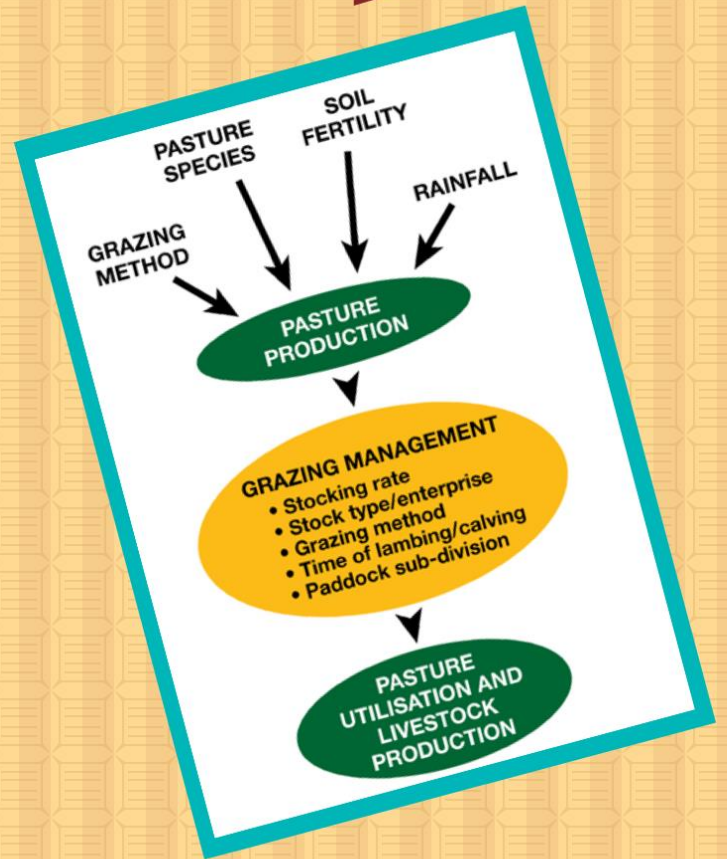 PASTURE
SPECIES
SOIL
FERTILITY
RAINFALL
GRAZING
METHOD
PASTURE
PRODUCTION
GRAZING MANAGEMENT
• Stocking rate
• Stock type/enterprise
• Grazing method
• Time of lambing/calving
• Paddock sub-division
PASTURE
UTILISATION AND
LIVESTOCK
PRODUCTION